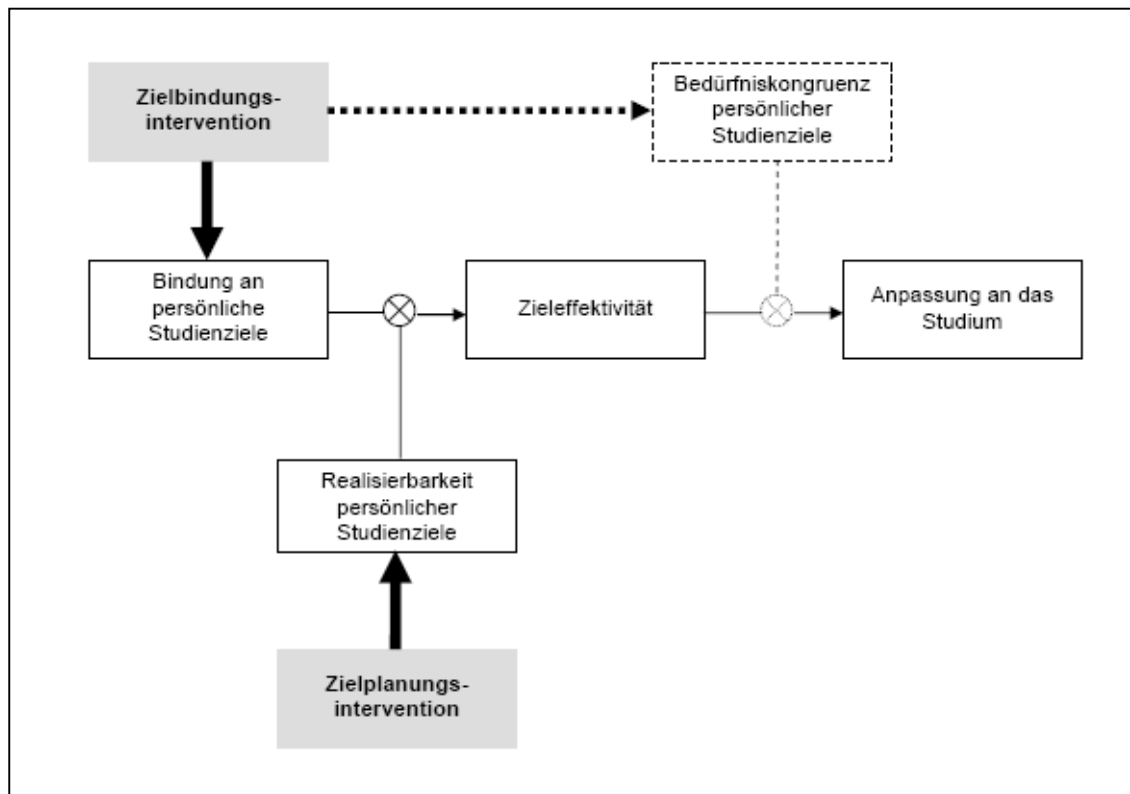 Zielbindungs-
intervention
Bedürfniskongruenz
persönlicher
Studienziele
Bindung an
persönliche
Studienziele
Zieleffektivität
Anpassung an das
Studium
Realisierbarkeit
persönlicher
Studienziele
Zielplanungs-
intervention